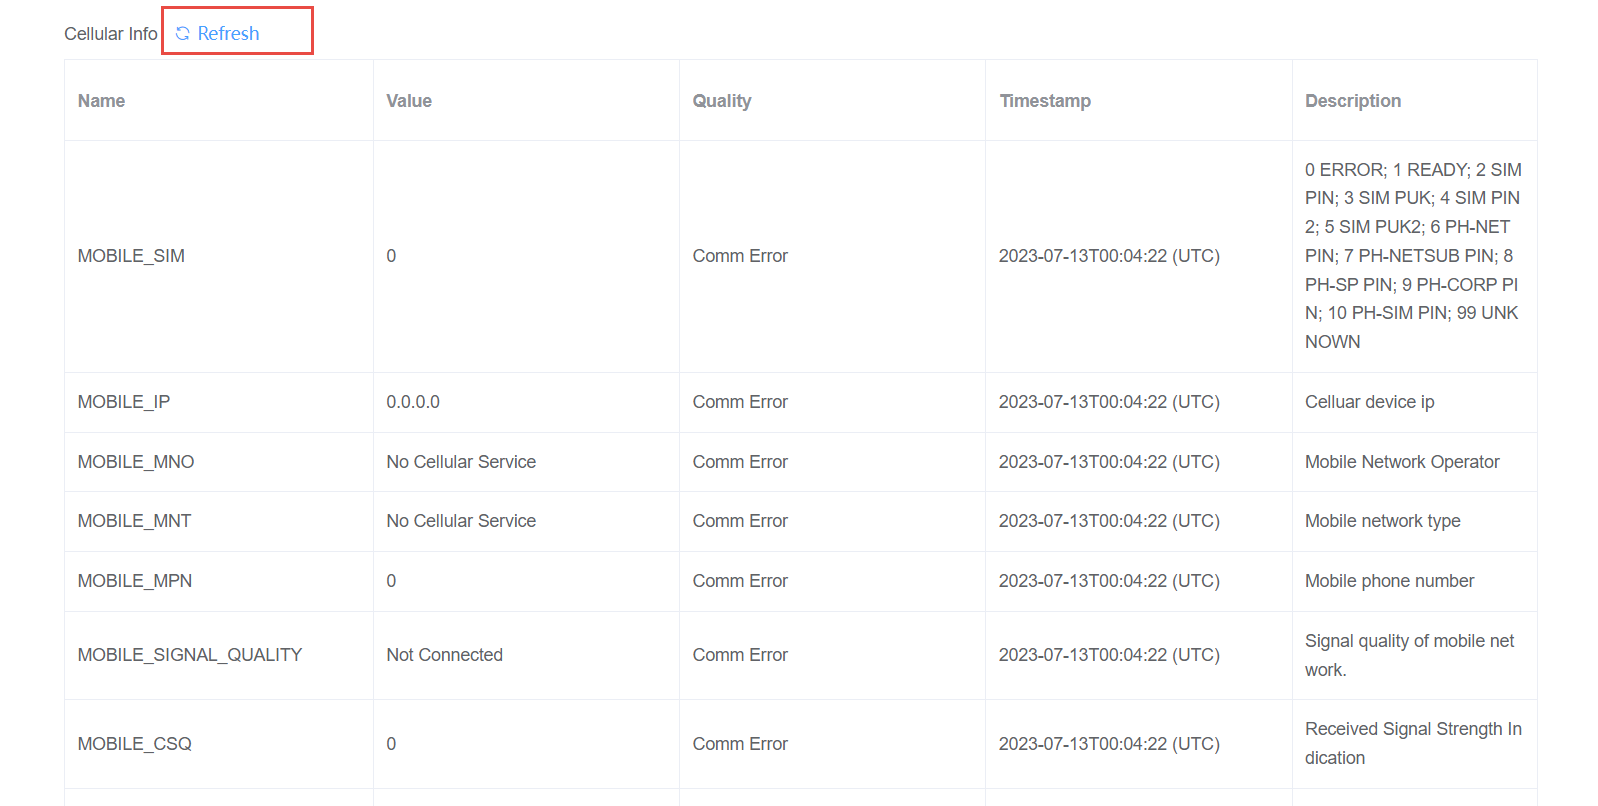 Cellular Info Refresh
Name Value Quality Timestamp Description
MOBILE_SIM 0 Comm Error 2023-07-13T00:04:22 (UTC)
0 ERROR; 1 READY; 2 SIM
PIN; 3 SIM PUK; 4 SIM PIN
2; 5 SIM PUK2; 6 PH-NET
PIN; 7 PH-NETSUB PIN; 8
PH-SP PIN; 9 PH-CORP PI
N; 10 PH-SIM PIN; 99 UNK
NOWN
MOBILE_IP 0.0.0.0 Comm Error 2023-07-13T00:04:22 (UTC) Celluar device ip
MOBILE_MNO No Cellular Service Comm Error 2023-07-13T00:04:22 (UTC) Mobile Network Operator
MOBILE_MNT No Cellular Service Comm Error 2023-07-13T00:04:22 (UTC) Mobile network type
MOBILE_MPN 0 Comm Error 2023-07-13T00:04:22 (UTC) Mobile phone number
MOBILE_SIGNAL_QUALITY Not Connected Comm Error 2023-07-13T00:04:22 (UTC)
Signal quality of mobile net
work.
MOBILE_CSQ 0 Comm Error 2023-07-13T00:04:22 (UTC)
Received Signal Strength In
dication